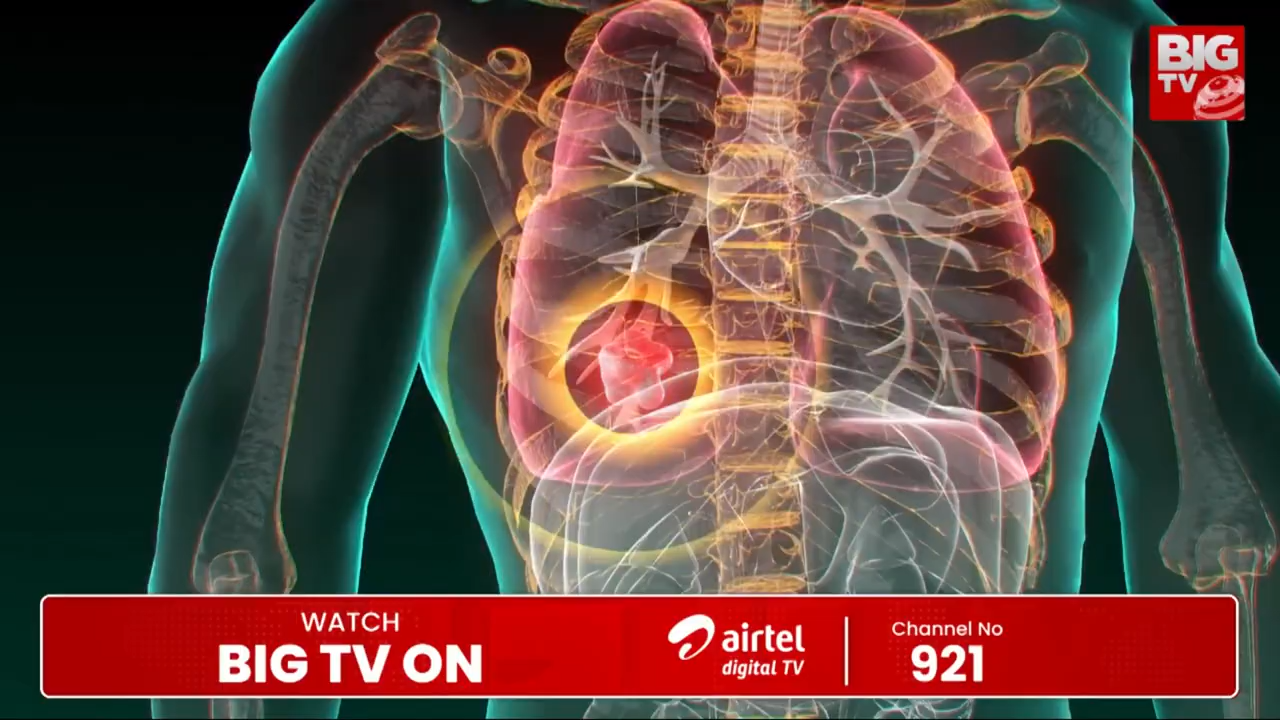 BIG
TV
WATCH
BIG TV ON
airtel
digital TV
Channel No
921